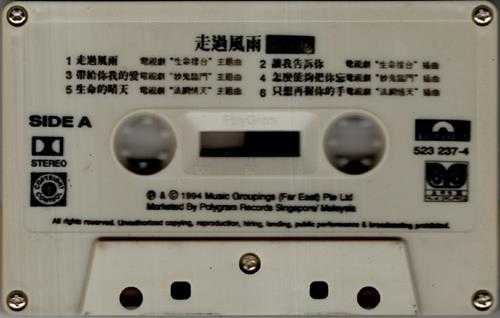 走過風雨
1 走過風雨 電視劇 "生命擂台" 主題曲 2 讓我告訴你 電視劇 "生命擂台" 插曲
3 帶給你我的愛 電視劇 "妙鬼臨門" 主題曲 4 怎麼能夠把你忘 電視劇 "妙鬼臨門" 插曲
5 生命的晴天 電視劇 "法網情天" 主題曲 6 只想再握你的手 電視劇 "法網情天" 插曲
SIDE A
PolyGram
STEREO
523 237-4
℗ & © 1994 Music Groupings (Far East) Pte Ltd
Marketed By Polygram Records Singapore/Malaysia
All rights reserved. Unauthorized copying, reproduction, hiring, lending, public performance & broadcasting prohibited.